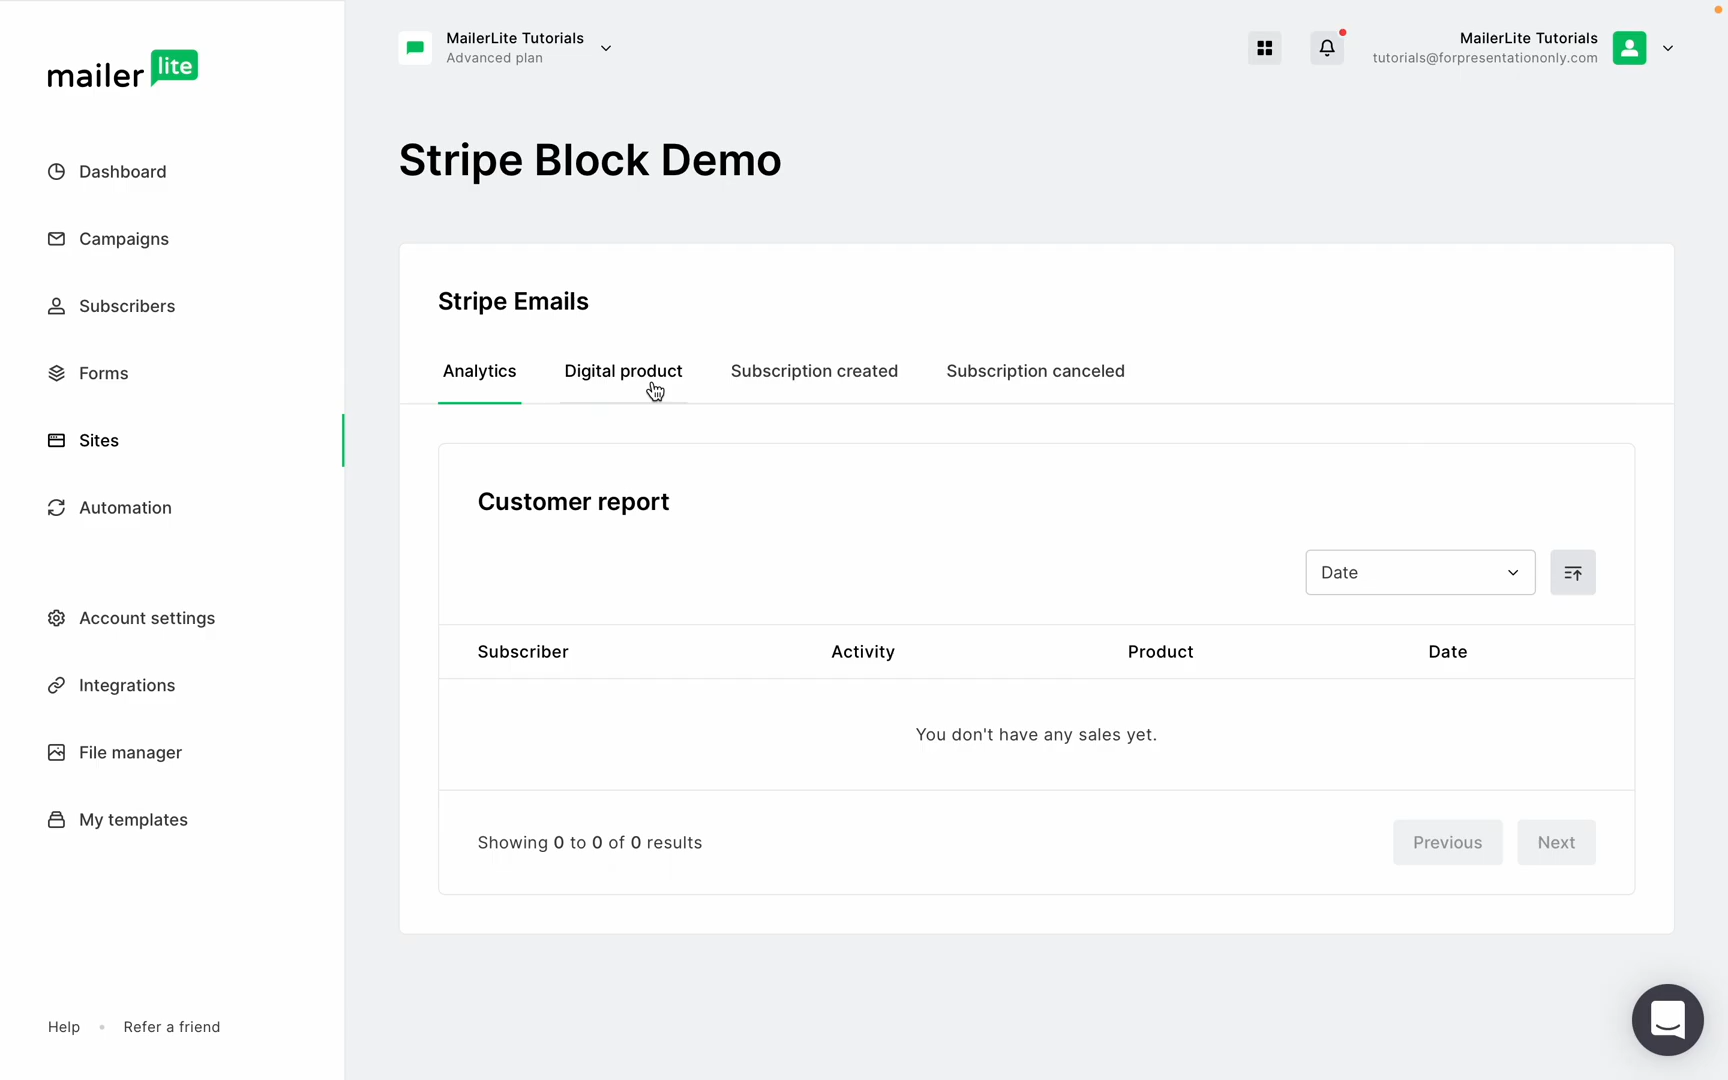 mailer lite
MailerLite Tutorials
Advanced plan
MailerLite Tutorials
tutorials@forpresentationonly.com
Dashboard
Campaigns
Subscribers
Forms
Sites
Automation
Account settings
Integrations
File manager
My templates
Help • Refer a friend
Stripe Block Demo
Stripe Emails
Analytics Digital product Subscription created Subscription canceled
Customer report
Date
Subscriber Activity Product Date
You don't have any sales yet.
Showing 0 to 0 of 0 results
Previous Next